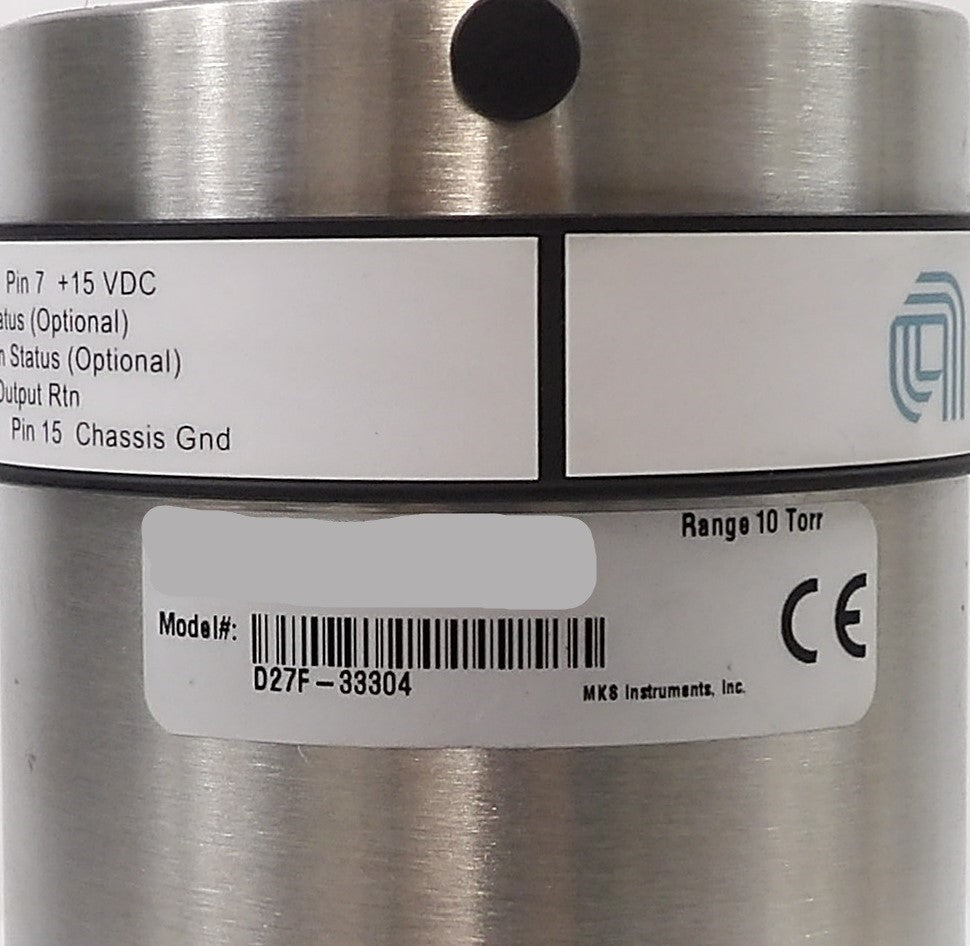 Pin 7 +15 VDC
(Optional)
Status (Optional)
Output Rtn
Pin 15 Chassis Gnd
Range 10 Torr
Model#:
D27F-33304
CE
MKS Instruments, Inc.